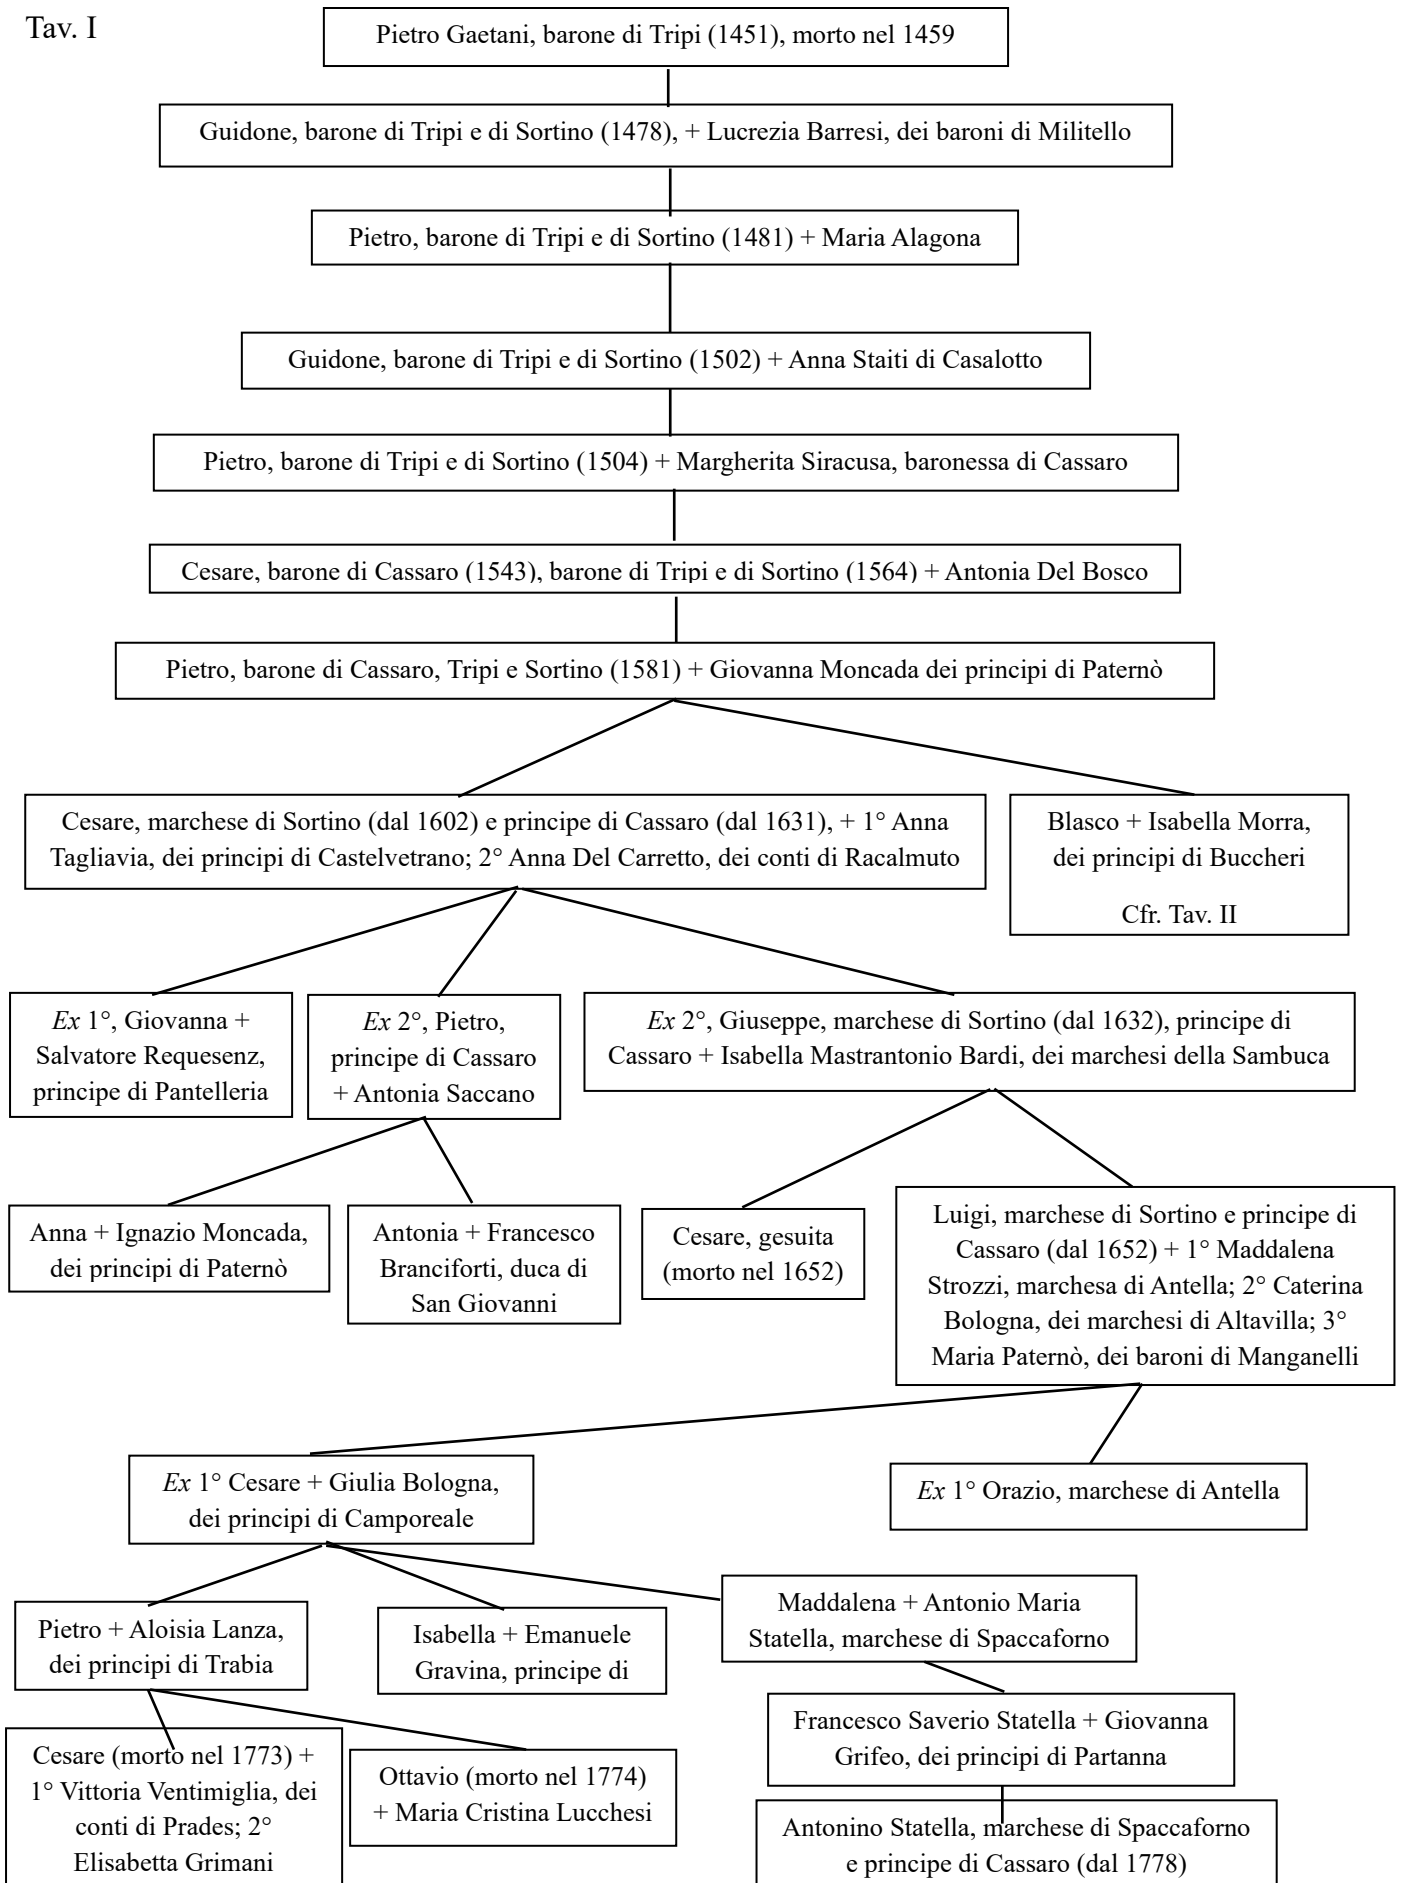 Tav. I
Pietro Gaetani, barone di Tripi (1451), morto nel 1459
Guidone, barone di Tripi e di Sortino (1478), + Lucrezia Barresi, dei baroni di Militello
Pietro, barone di Tripi e di Sortino (1481) + Maria Alagona
Guidone, barone di Tripi e di Sortino (1502) + Anna Staiti di Casalotto
Pietro, barone di Tripi e di Sortino (1504) + Margherita Siracusa, baronessa di Cassaro
Cesare, barone di Cassaro (1543), barone di Tripi e di Sortino (1564) + Antonia Del Bosco
Pietro, barone di Cassaro, Tripi e Sortino (1581) + Giovanna Moncada dei principi di Paternò
Cesare, marchese di Sortino (dal 1602) e principe di Cassaro (dal 1631), + 1° Anna
Tagliavia, dei principi di Castelvetrano; 2° Anna Del Carretto, dei conti di Racalmuto
Blasco + Isabella Morra,
dei principi di Buccheri
Cfr. Tav. II
Ex 1°, Giovanna +
Salvatore Requesenz,
principe di Pantelleria
Ex 2°, Pietro,
principe di Cassaro
+ Antonia Saccano
Ex 2°, Giuseppe, marchese di Sortino (dal 1632), principe di
Cassaro + Isabella Mastrantonio Bardi, dei marchesi della Sambuca
Anna + Ignazio Moncada,
dei principi di Paternò
Antonia + Francesco
Branciforti, duca di
San Giovanni
Cesare, gesuita
(morto nel 1652)
Luigi, marchese di Sortino e principe di
Cassaro (dal 1652) + 1° Maddalena
Strozzi, marchesa di Antella; 2° Caterina
Bologna, dei marchesi di Altavilla; 3°
Maria Paternò, dei baroni di Manganelli
Ex 1° Cesare + Giulia Bologna,
dei principi di Camporeale
Ex 1° Orazio, marchese di Antella
Pietro + Aloisia Lanza,
dei principi di Trabia
Isabella + Emanuele
Gravina, principe di
Maddalena + Antonio Maria
Statella, marchese di Spaccaforno
Francesco Saverio Statella + Giovanna
Grifeo, dei principi di Partanna
Cesare (morto nel 1773) +
1° Vittoria Ventimiglia, dei
conti di Prades; 2°
Elisabetta Grimani
Ottavio (morto nel 1774)
+ Maria Cristina Lucchesi
Antonino Statella, marchese di Spaccaforno
e principe di Cassaro (dal 1778)